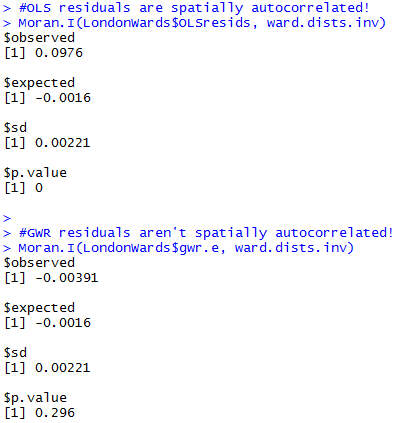 > #OLS residuals are spatially autocorrelated!
> Moran.I(LondonWards$OLSresids, ward.dists.inv)
$observed
[1] 0.0976
$expected
[1] -0.0016
$sd
[1] 0.00221
$p.value
[1] 0
>
> #GWR residuals aren't spatially autocorrelated!
> Moran.I(LondonWards$gwr.e, ward.dists.inv)
$observed
[1] -0.00391
$expected
[1] -0.0016
$sd
[1] 0.00221
$p.value
[1] 0.296